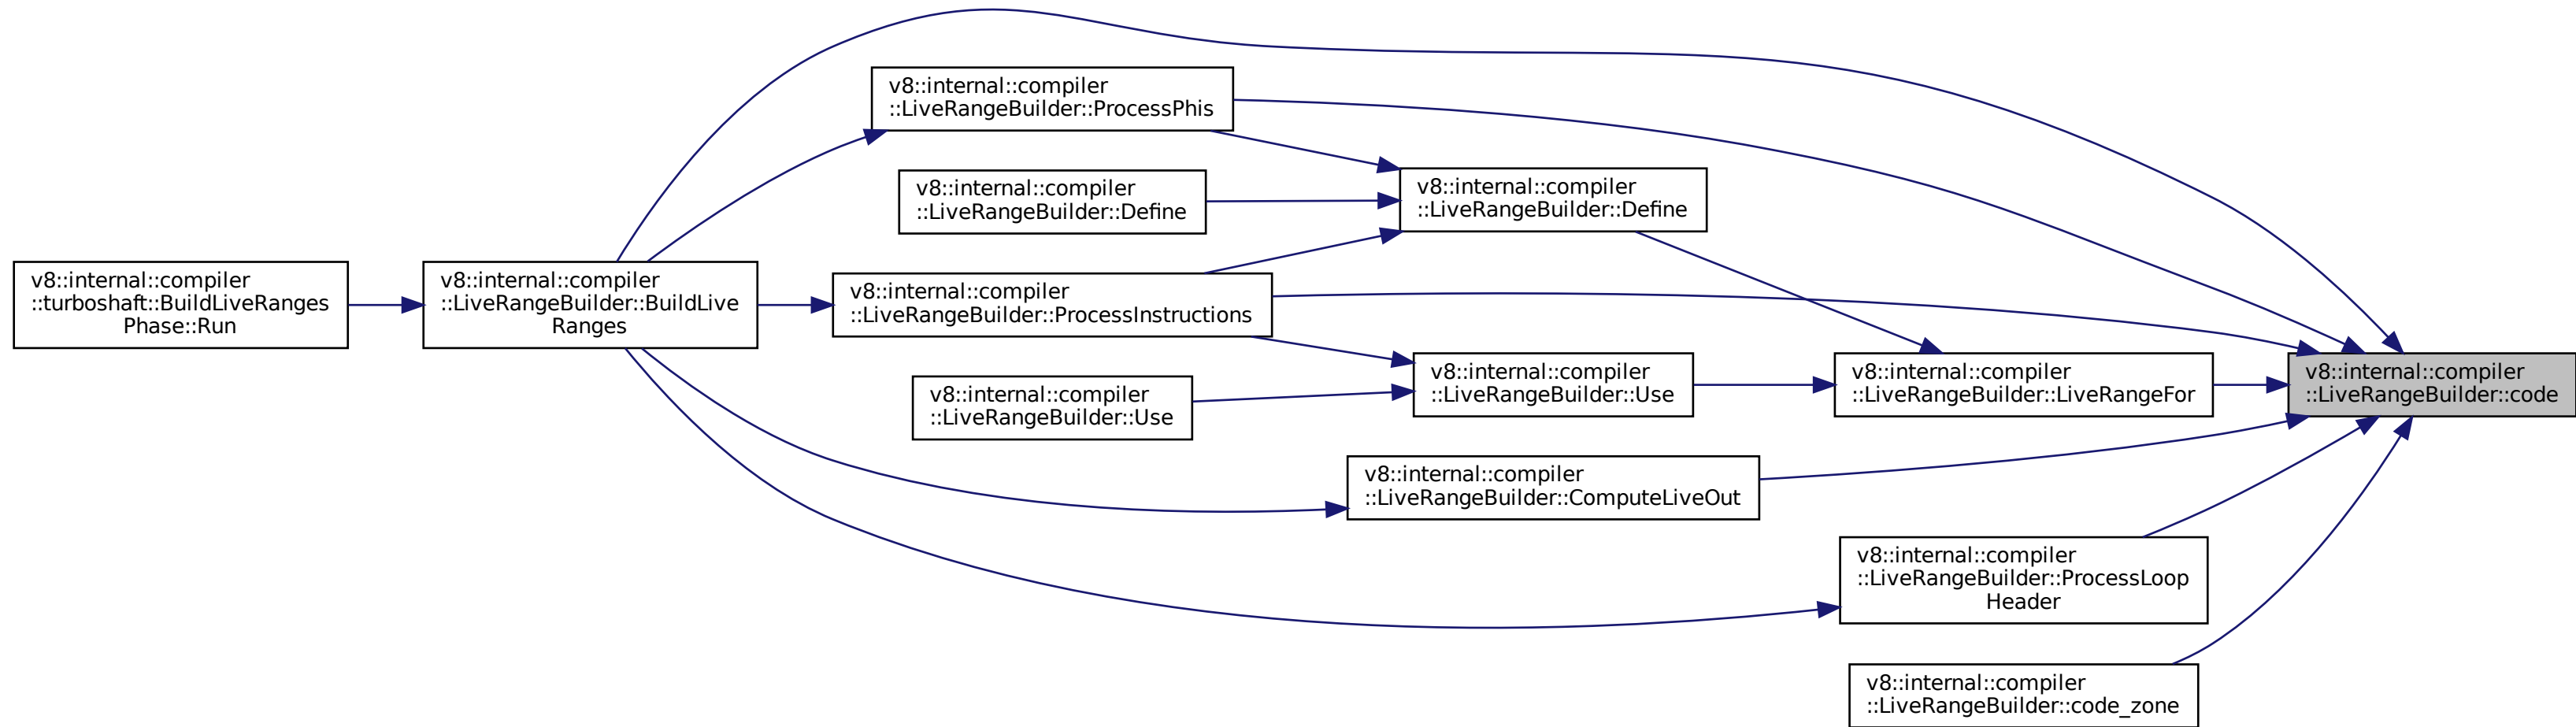 v8::internal::compiler
::turboshaft::BuildLiveRanges
Phase::Run
v8::internal::compiler
::LiveRangeBuilder::BuildLive
Ranges
v8::internal::compiler
::LiveRangeBuilder::ProcessPhis
v8::internal::compiler
::LiveRangeBuilder::Define
v8::internal::compiler
::LiveRangeBuilder::ProcessInstructions
v8::internal::compiler
::LiveRangeBuilder::Use
v8::internal::compiler
::LiveRangeBuilder::Define
v8::internal::compiler
::LiveRangeBuilder::Use
v8::internal::compiler
::LiveRangeBuilder::ComputeLiveOut
v8::internal::compiler
::LiveRangeBuilder::LiveRangeFor
v8::internal::compiler
::LiveRangeBuilder::ProcessLoop
Header
v8::internal::compiler
::LiveRangeBuilder::code_zone
v8::internal::compiler
::LiveRangeBuilder::code